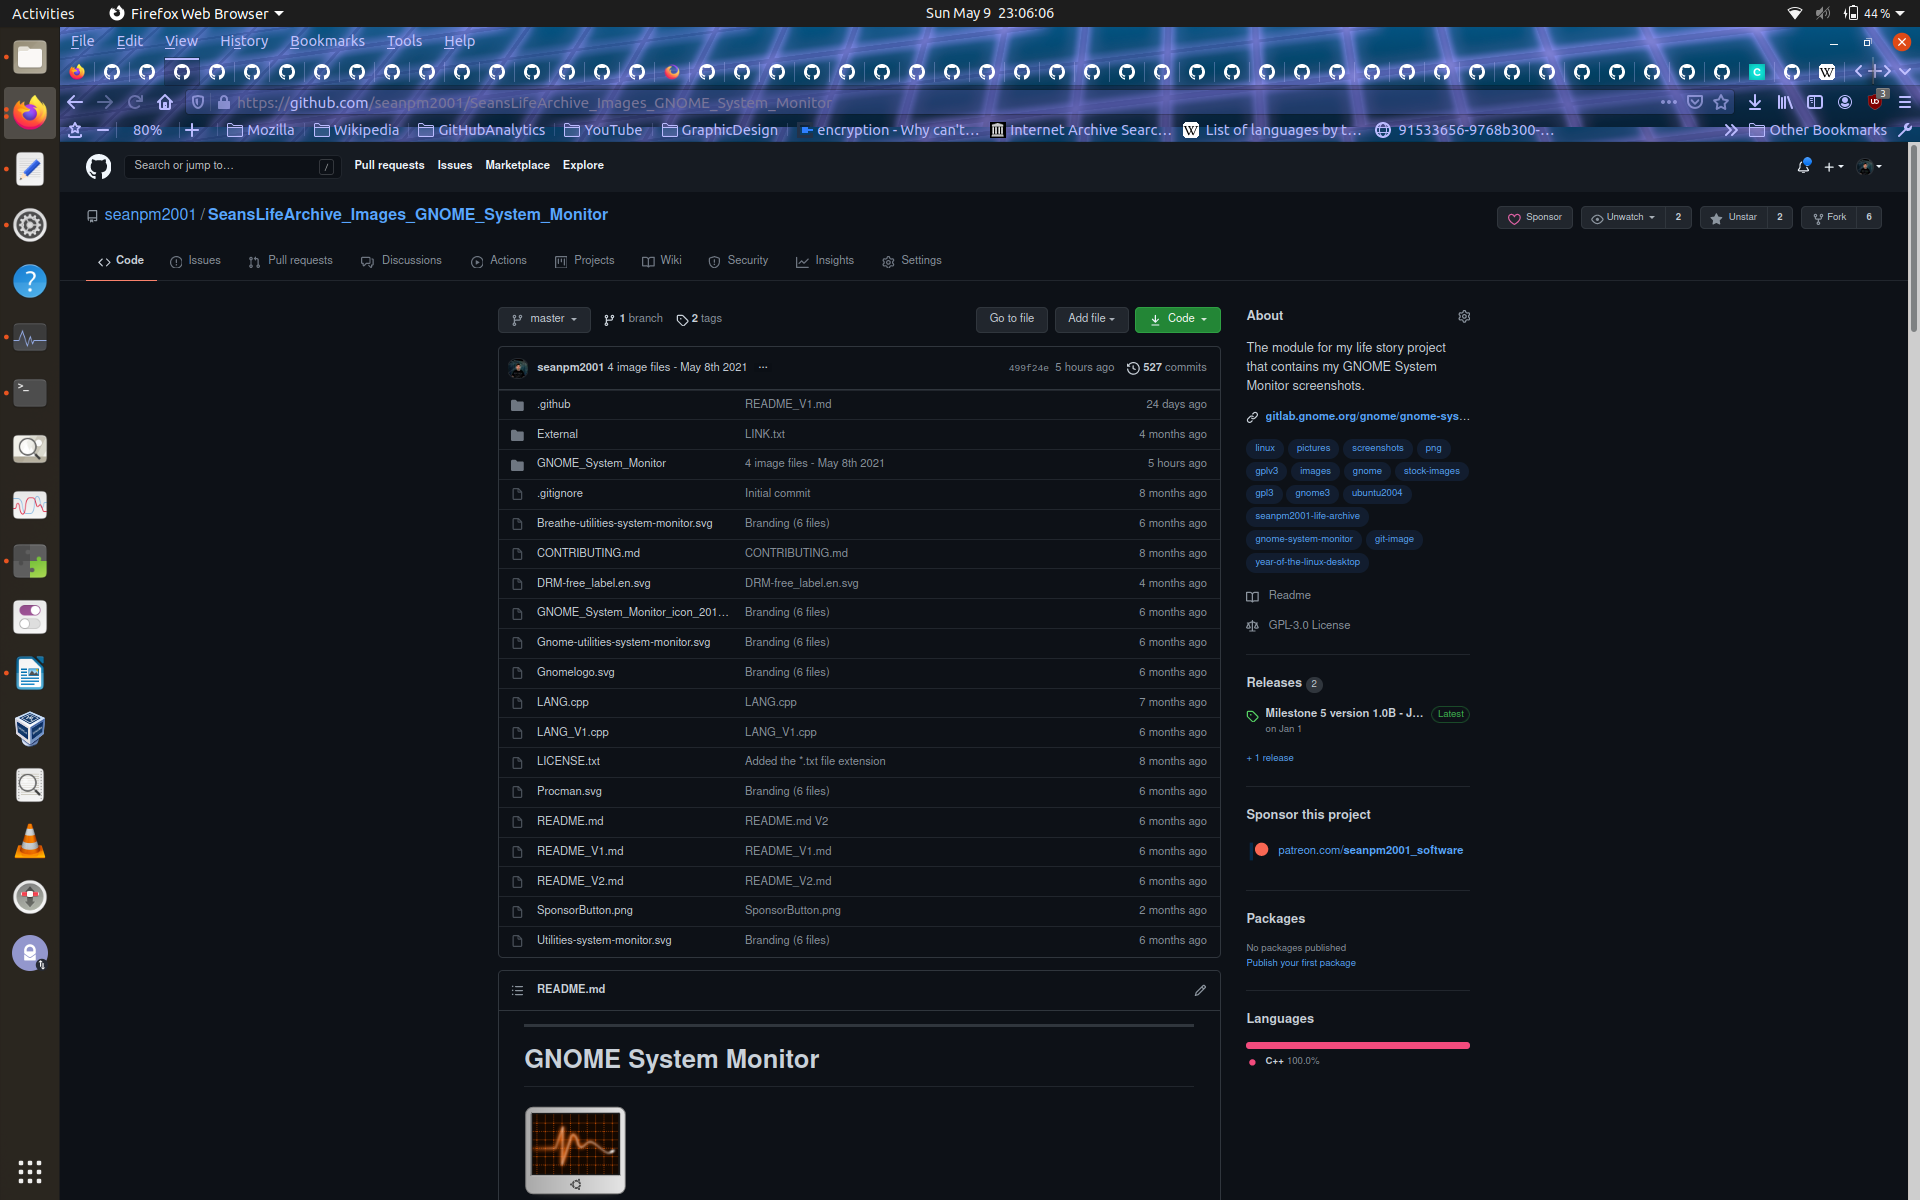 Activities Firefox Web Browser Sun May 9 23:06:06 44 %
File Edit View History Bookmarks Tools Help
https://github.com/seanpm2001/SeansLifeArchive_Images_GNOME_System_Monitor 3
80% Mozilla Wikipedia GitHubAnalytics YouTube GraphicDesign encryption - Why can't... Internet Archive Searc... List of languages by t... 91533656-9768b300-... Other Bookmarks
Search or jump to... / Pull requests Issues Marketplace Explore
seanpm2001 / SeansLifeArchive_Images_GNOME_System_Monitor Sponsor Unwatch 2 Unstar 2 Fork 6
Code Issues Pull requests Discussions Actions Projects Wiki Security Insights Settings
master 1 branch 2 tags Go to file Add file Code
seanpm2001 4 image files - May 8th 2021 ... 499f24e 5 hours ago 527 commits
.github README_V1.md 24 days ago
External LINK.txt 4 months ago
GNOME_System_Monitor 4 image files - May 8th 2021 5 hours ago
.gitignore Initial commit 8 months ago
Breathe-utilities-system-monitor.svg Branding (6 files) 6 months ago
CONTRIBUTING.md CONTRIBUTING.md 8 months ago
DRM-free_label.en.svg DRM-free_label.en.svg 4 months ago
GNOME_System_Monitor_icon_201... Branding (6 files) 6 months ago
Gnome-utilities-system-monitor.svg Branding (6 files) 6 months ago
Gnomelogo.svg Branding (6 files) 6 months ago
LANG.cpp LANG.cpp 7 months ago
LANG_V1.cpp LANG_V1.cpp 6 months ago
LICENSE.txt Added the *.txt file extension 8 months ago
Procman.svg Branding (6 files) 6 months ago
README.md README.md V2 6 months ago
README_V1.md README_V1.md 6 months ago
README_V2.md README_V2.md 6 months ago
SponsorButton.png SponsorButton.png 2 months ago
Utilities-system-monitor.svg Branding (6 files) 6 months ago
README.md
GNOME System Monitor
About
The module for my life story project
that contains my GNOME System
Monitor screenshots.
gitlab.gnome.org/gnome/gnome-sys...
linux pictures screenshots png
gplv3 images gnome stock-images
gpl3 gnome3 ubuntu2004
seanpm2001-life-archive
gnome-system-monitor git-image
year-of-the-linux-desktop
Readme
GPL-3.0 License
Releases 2
Milestone 5 version 1.0B - J... Latest
on Jan 1
+ 1 release
Sponsor this project
patreon.com/seanpm2001_software
Packages
No packages published
Publish your first package
Languages
C++ 100.0%